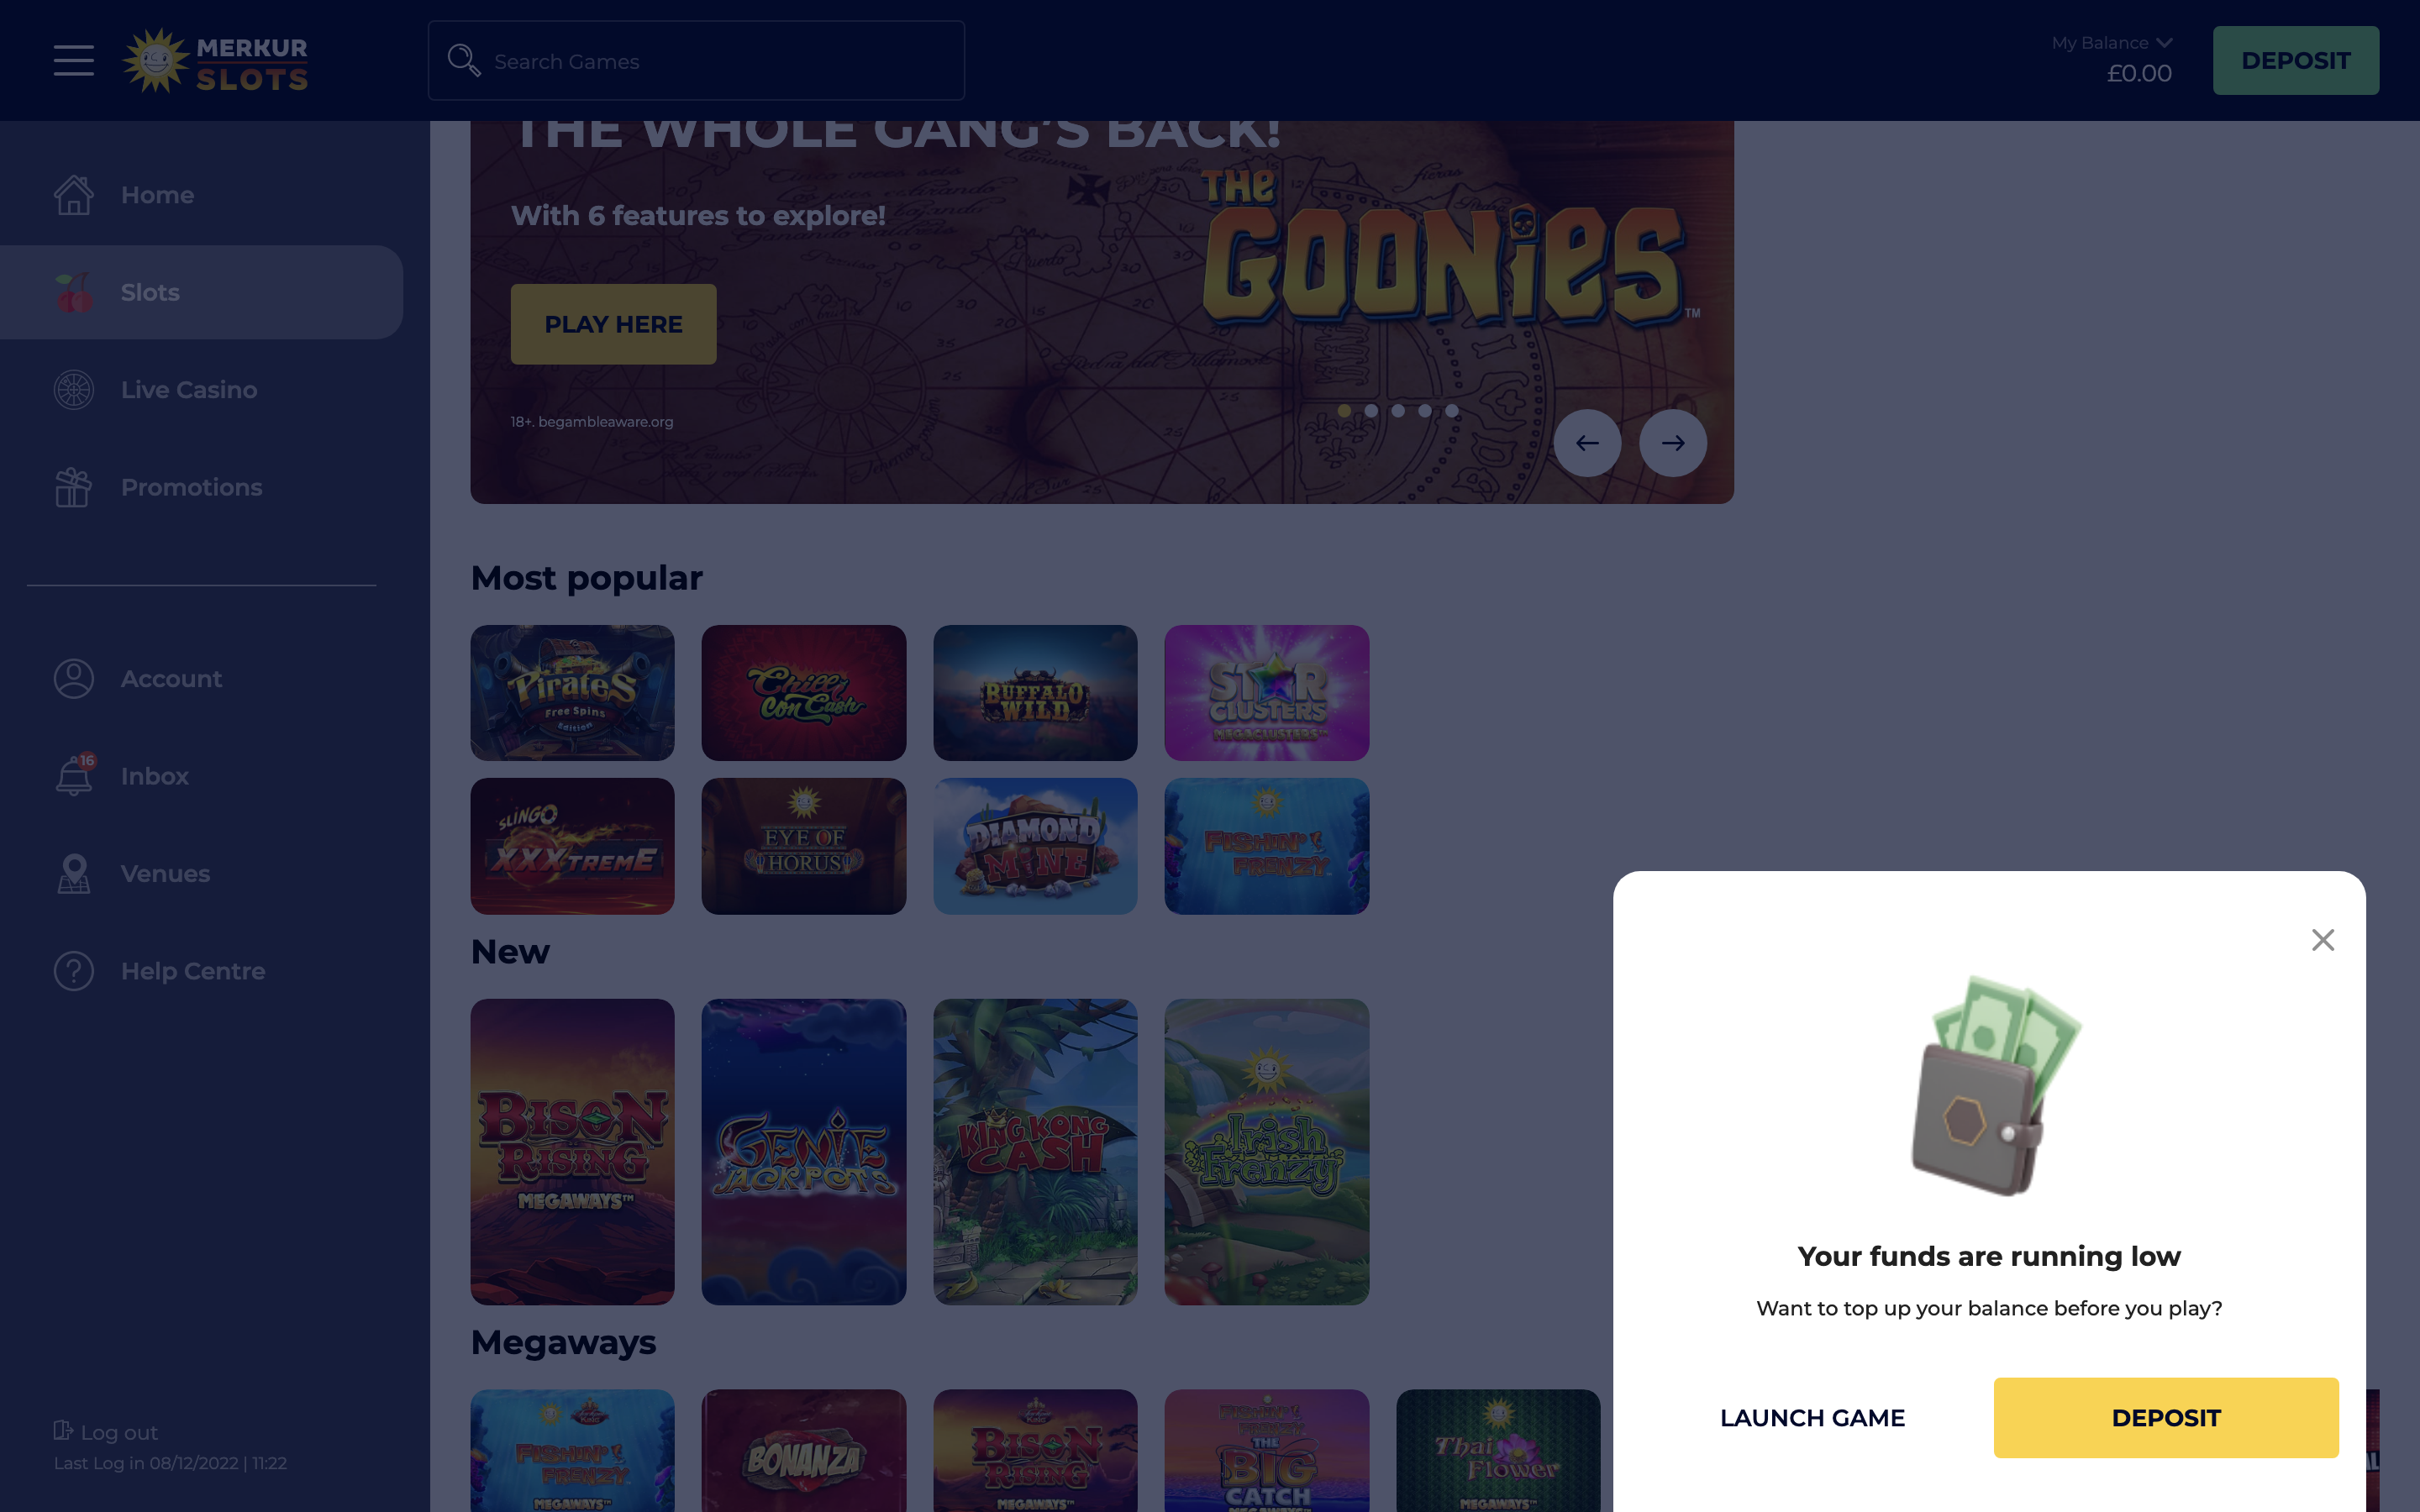 MERKUR
SLOTS
Search Games
My Balance
£0.00
DEPOSIT
Home
Slots
Live Casino
Promotions
Account
16
Inbox
Venues
Help Centre
Log out
Last Log in 08/12/2022 | 11:22
THE WHOLE GANG'S BACK!
With 6 features to explore!
PLAY HERE
18+. begambleaware.org
THE
GOONIES
TM
Most popular
Pirates
Free Spins
Edition
Chilly
Con Cash
BUFFALO
WILD
STAR
CLUSTERS
MEGACLUSTERS™
SLINGO
XXXTREME
EYE OF
HORUS
DIAMOND
MINE
FISHIN'
FRENZY
New
BISON
RISING
MEGAWAYS™
GENIE
JACKPOTS
KING KONG
CASH
Irish
Frenzy
Megaways
FISHIN'
FRENZY
MEGAWAYS™
BONANZA
BISON
RISING
MEGAWAYS™
FISHIN'
FRENZY
THE
BIG
CATCH
MEGAWAYS™
Thai
Flower
MEGAWAYS™
Your funds are running low
Want to top up your balance before you play?
LAUNCH GAME
DEPOSIT